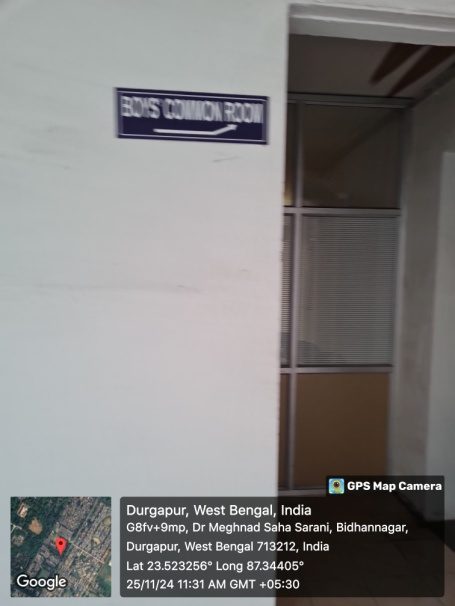 BOYS' COMMON ROOM
GPS Map Camera
Durgapur, West Bengal, India
G8fv+9mp, Dr Meghnad Saha Sarani, Bidhannagar,
Durgapur, West Bengal 713212, India
Lat 23.523256° Long 87.34405°
25/11/24 11:31 AM GMT +05:30
Google